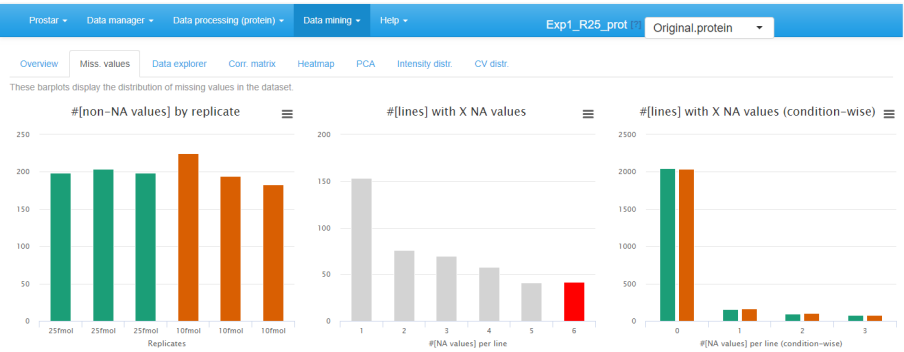 Prostar Data manager Data processing (protein) Data mining Help Exp1_R25_prot [?] Original.protein
Overview Miss. values Data explorer Corr. matrix Heatmap PCA Intensity distr. CV distr.
These barplots display the distribution of missing values in the dataset.
#[non-NA values] by replicate
250
200
150
100
50
0
25fmol 25fmol 25fmol 10fmol 10fmol 10fmol
Replicates
#[lines] with X NA values
200
150
100
50
0
1 2 3 4 5 6
#[NA values] per line
#[lines] with X NA values (condition-wise)
2500
2000
1500
1000
500
0
0 1 2 3
#[NA values] per line (condition-wise)